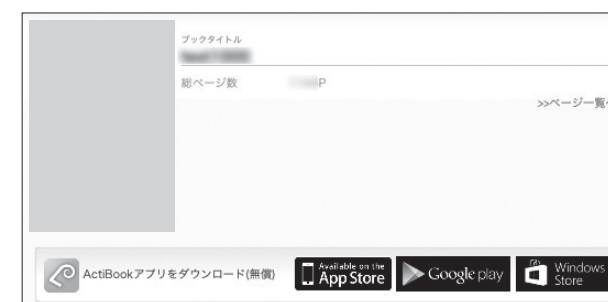 ブックタイトル
総ページ数 P
>>ページ一覧
ActiBookアプリをダウンロード(無償)
Available on the
App Store
Google play
Windows
Store